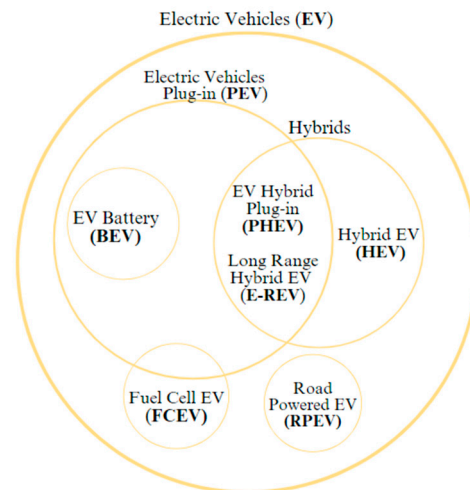 Electric Vehicles (EV)
Electric Vehicles
Plug-in (PEV)
Hybrids
EV Battery
(BEV)
EV Hybrid
Plug-in
(PHEV)
Long Range
Hybrid EV
(E-REV)
Hybrid EV
(HEV)
Fuel Cell EV
(FCEV)
Road
Powered EV
(RPEV)